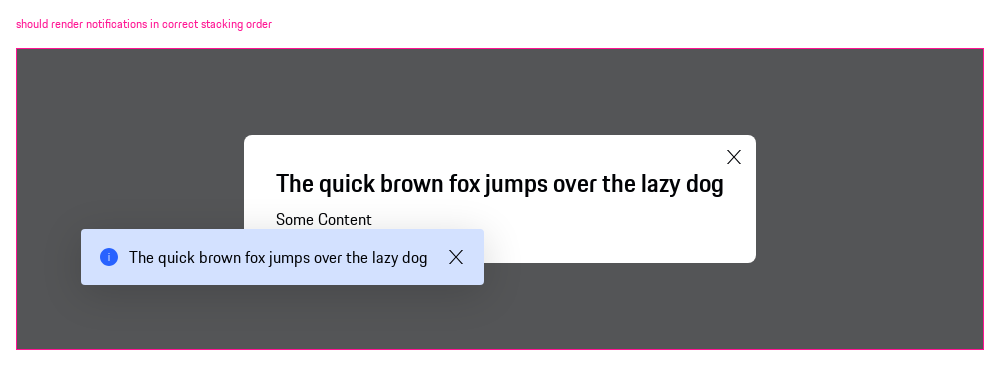 should render notifications in correct stacking order
The quick brown fox jumps over the lazy dog
Some Content
i The quick brown fox jumps over the lazy dog